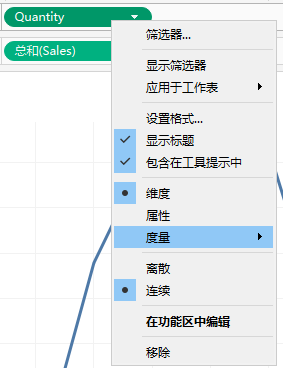 Quantity
总和(Sales)
筛选器...
显示筛选器
应用于工作表
设置格式...
显示标题
包含在工具提示中
维度
属性
度量
离散
连续
在功能区中编辑
移除